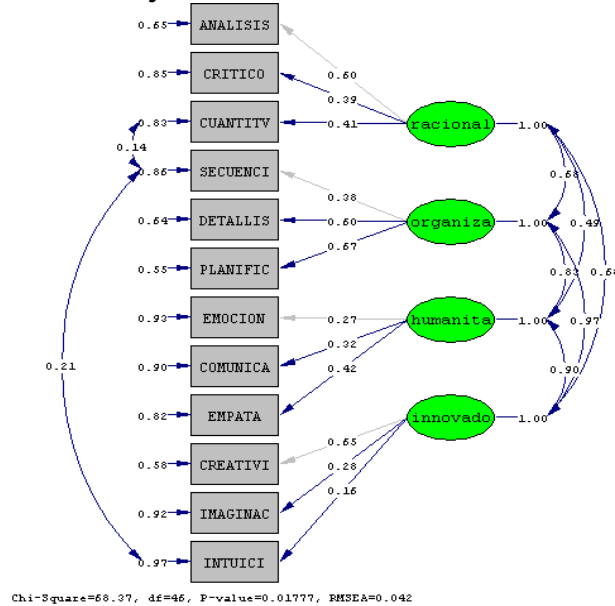 0.65 ANALISIS
0.60
0.85 CRITICO
0.39
0.83 CUANTITV 0.41 racional 1.00
0.14
0.86 SECUENCI
0.68
0.38
0.64 DETALLIS 0.60 organiza 1.00 0.49
0.67
0.55 PLANIFIC
0.83 0.68
0.93 EMOCION 0.27 humanita 1.00 0.97
0.32
0.21 0.90 COMUNICA 0.90
0.42
0.82 EMPATA innovado 1.00
0.65
0.58 CREATIVI
0.28
0.16
0.92 IMAGINAC
0.97 INTUICI
Chi-Square=68.37, df=46, P-value=0.01777, RMSEA=0.042